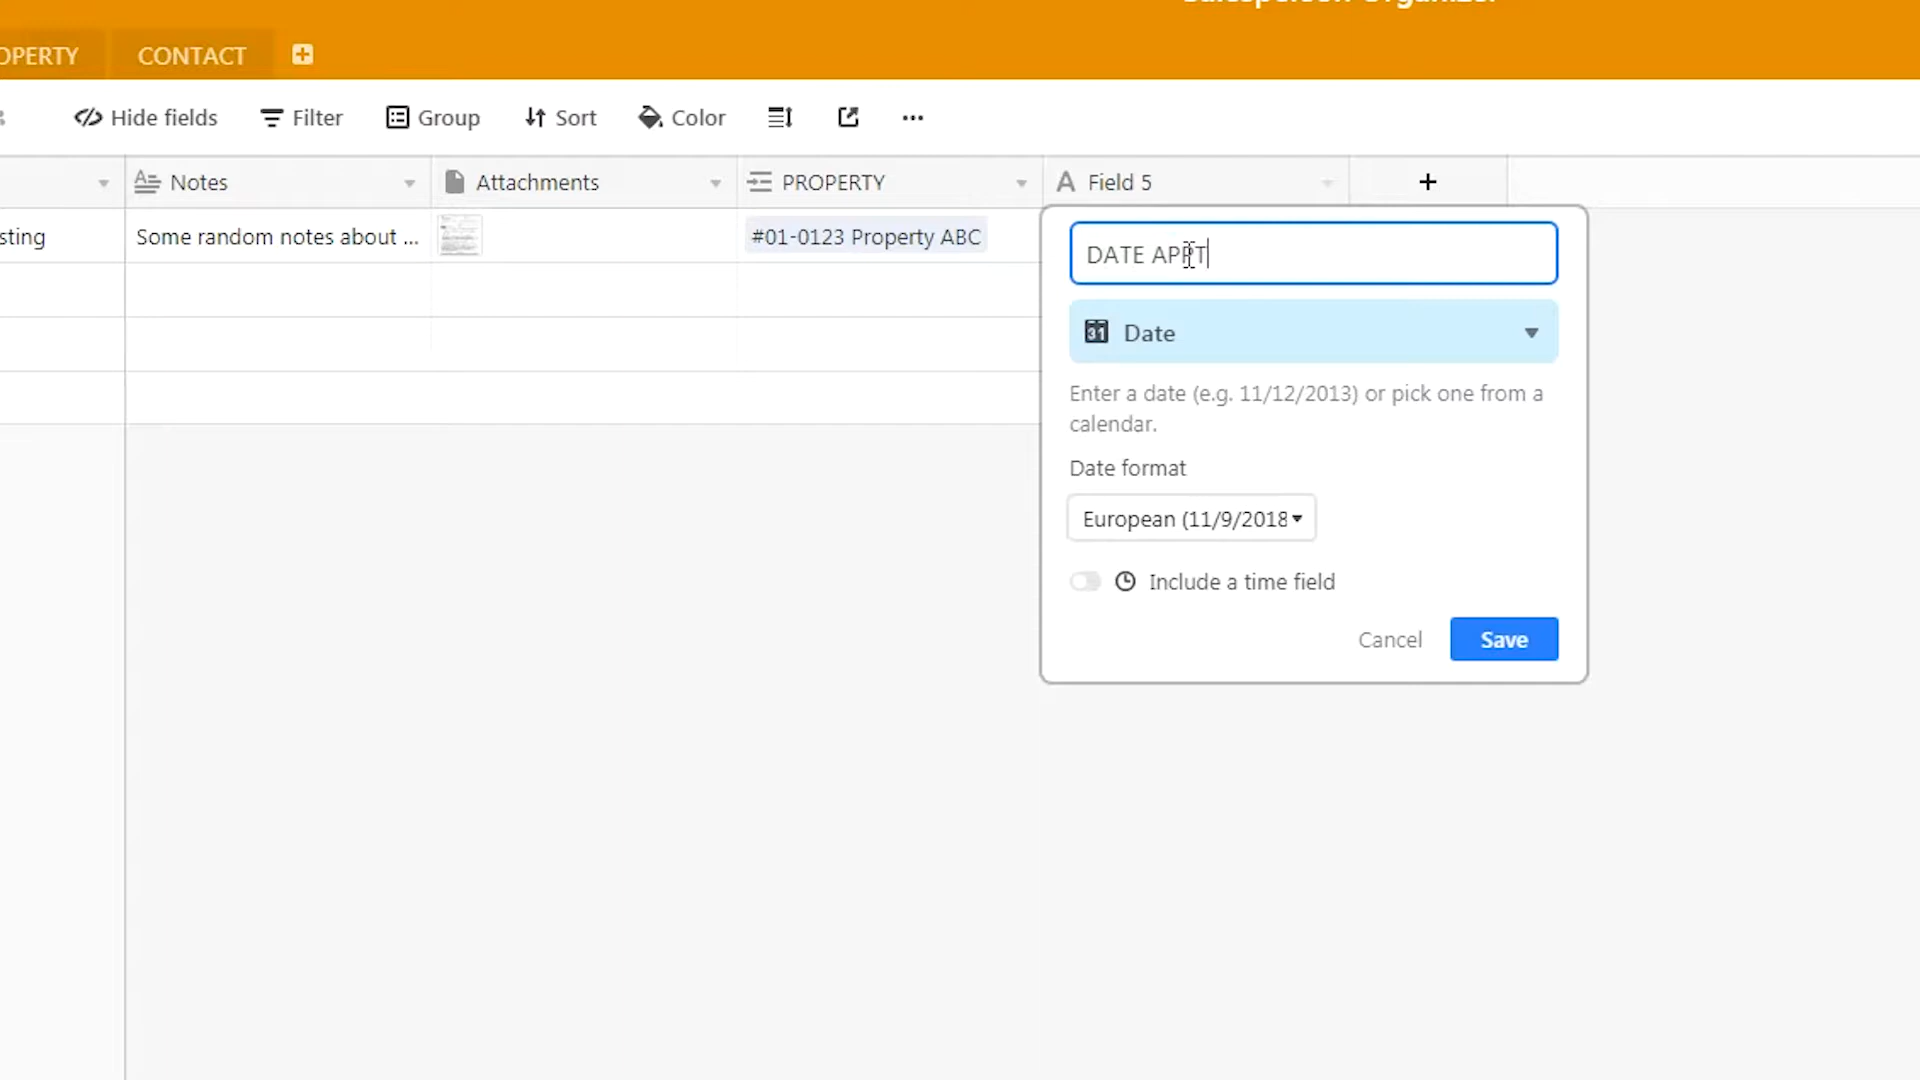 OPERTY
CONTACT
Hide fields
Filter
Group
Sort
Color
Notes
Attachments
PROPERTY
A Field 5
+
sting
Some random notes about ...
#01-0123 Property ABC
DATE APPT
31 Date
Enter a date (e.g. 11/12/2013) or pick one from a
calendar.
Date format
European (11/9/2018
Include a time field
Cancel
Save